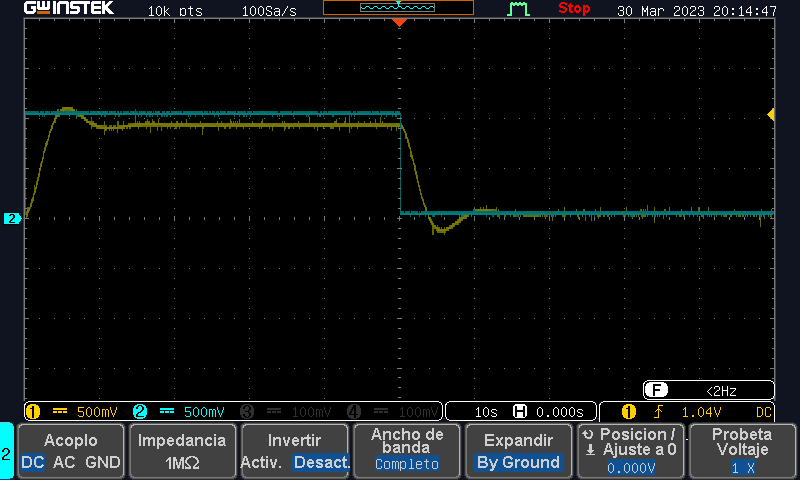 GWINSTEK 10k pts 100Sa/s Stop 30 Mar 2023 20:14:47
2
F <2Hz
1 500mV 2 500mV 3 100mV 4 100mV 10s H 0.000s 1 1.04V DC
2
Acoplo
DC AC GND
Impedancia
1MΩ
Invertir
Activ. Desact.
Ancho de
banda
Completo
Expandir
By Ground
Posicion /
Ajuste a 0
0.000V
Probeta
Voltaje
1 X